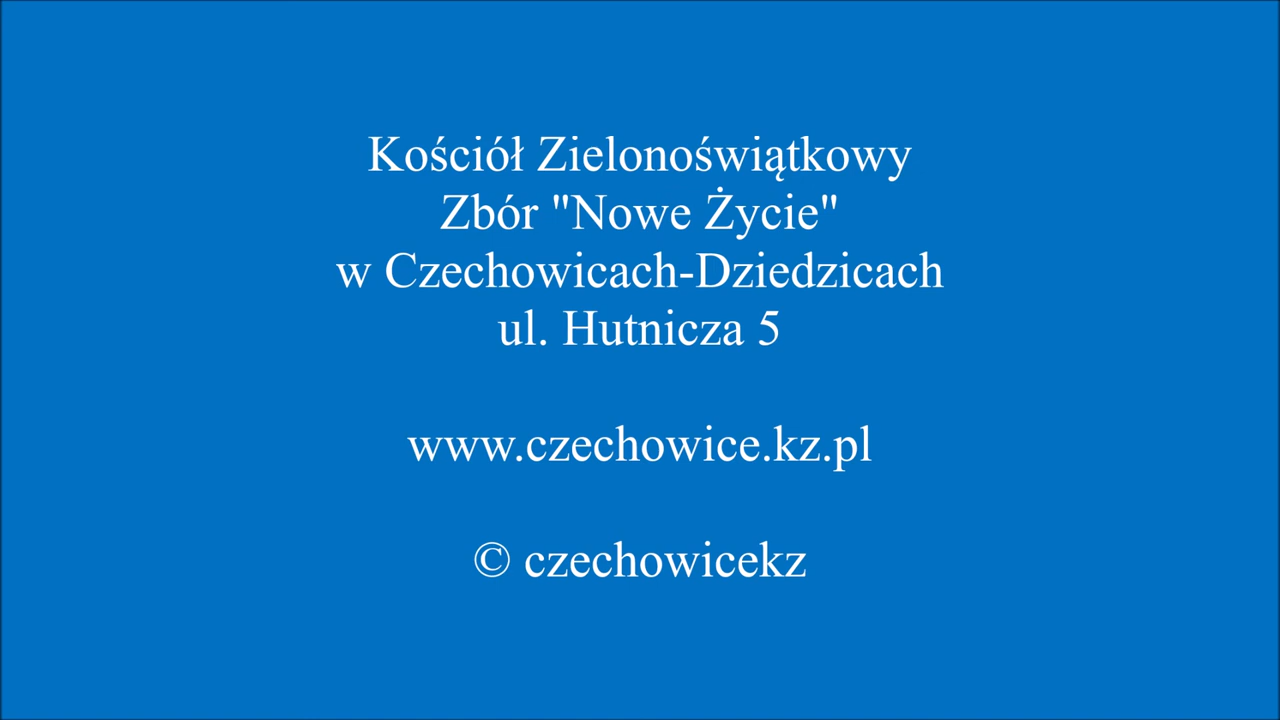 Kościół Zielonoświątkowy
Zbór "Nowe Życie"
w Czechowicach-Dziedzicach
ul. Hutnicza 5
www.czechowice.kz.pl
© czechowicekz